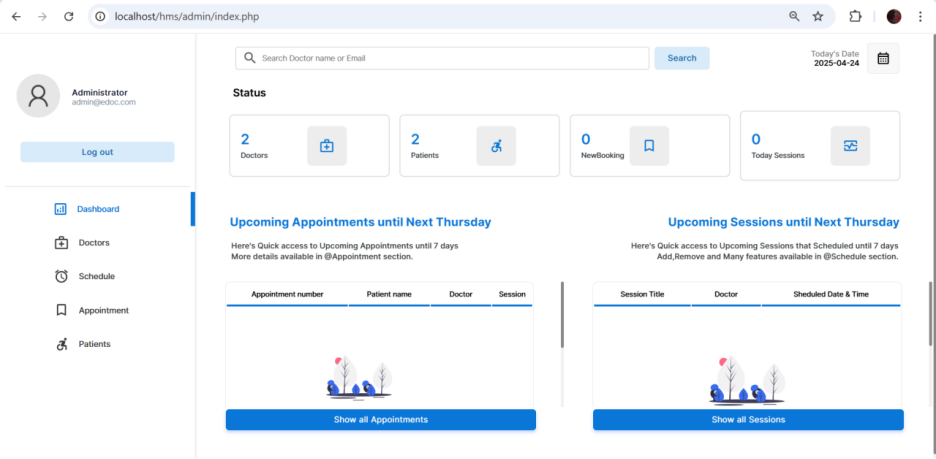 localhost/hms/admin/index.php
Administrator
admin@edoc.com
Log out
Dashboard
Doctors
Schedule
Appointment
Patients
Search Doctor name or Email
Search
Today's Date
2025-04-24
Status
2
Doctors
2
Patients
0
NewBooking
0
Today Sessions
Upcoming Appointments until Next Thursday
Here's Quick access to Upcoming Appointments until 7 days
More details available in @Appointment section.
Appointment number Patient name Doctor Session
Show all Appointments
Upcoming Sessions until Next Thursday
Here's Quick access to Upcoming Sessions that Scheduled until 7 days
Add,Remove and Many features available in @Schedule section.
Session Title Doctor Sheduled Date & Time
Show all Sessions